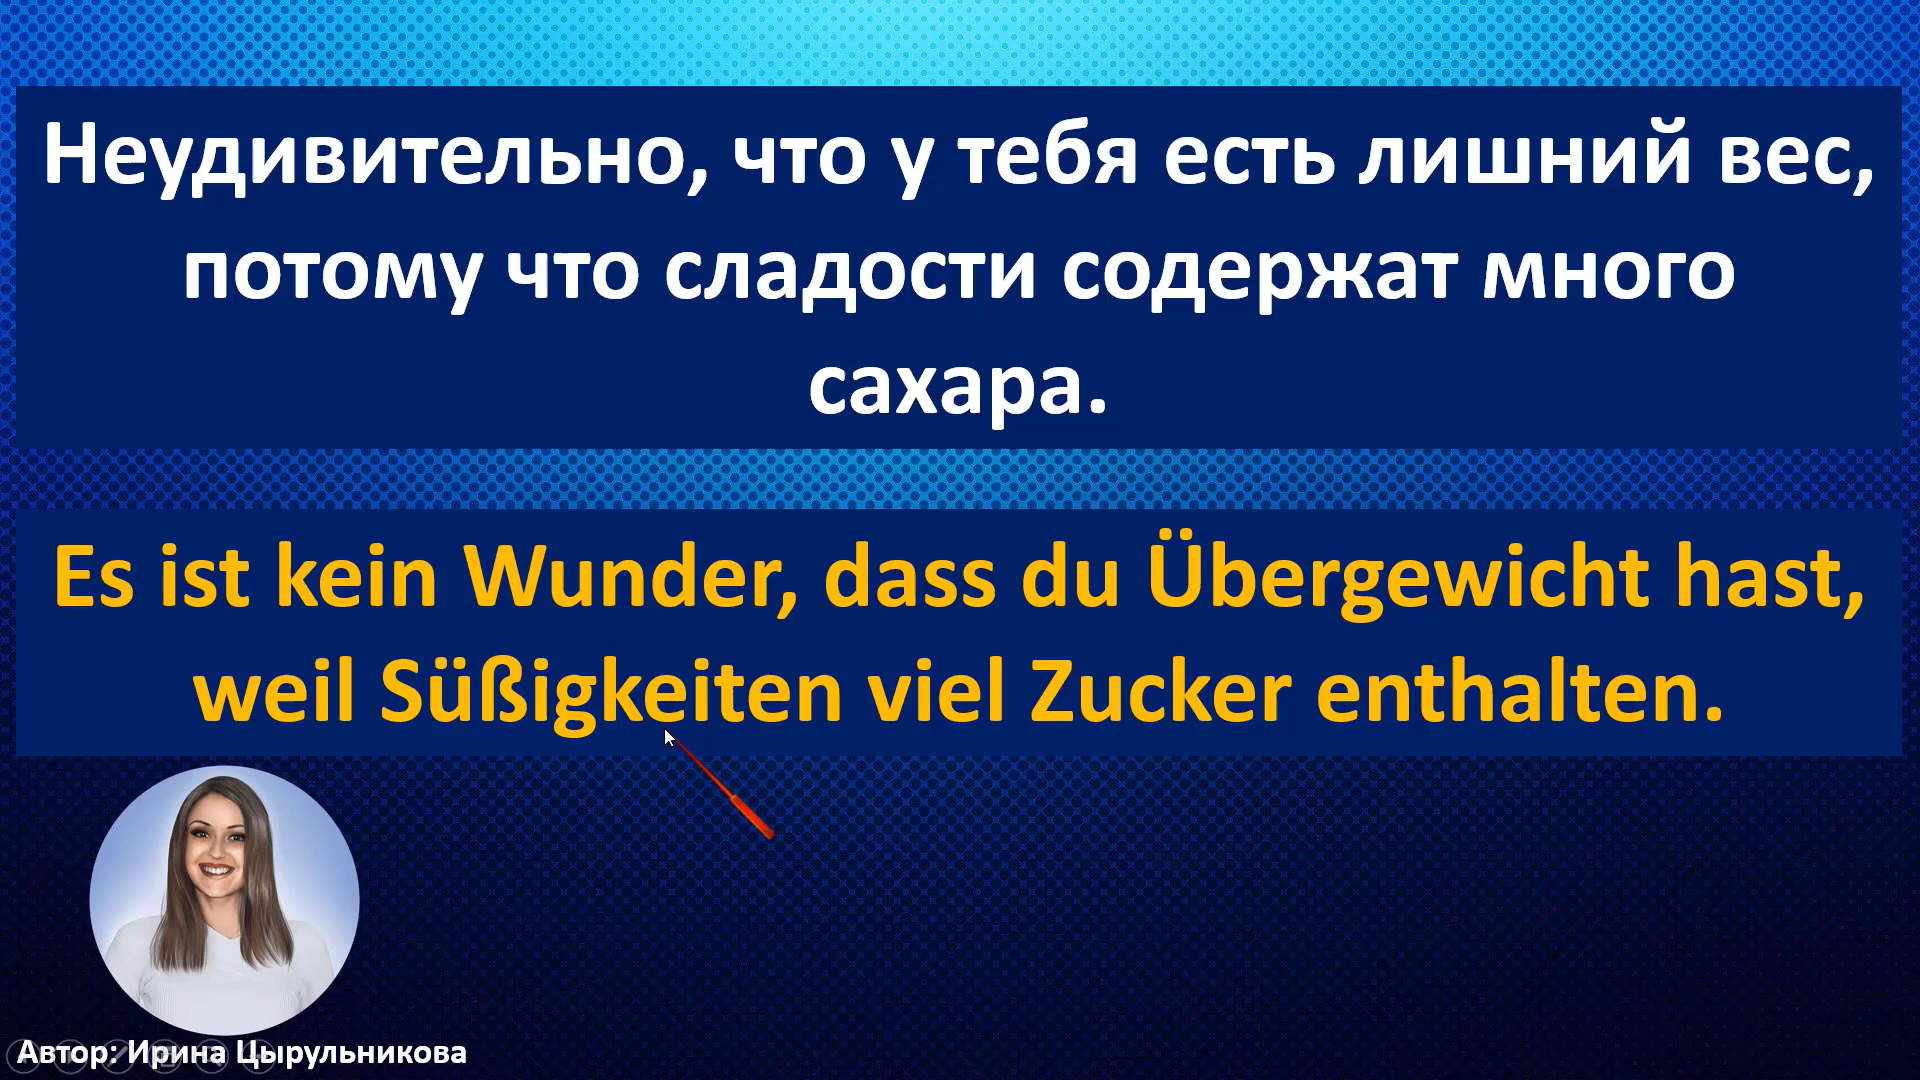 Неудивительно, что у тебя есть лишний вес,
потому что сладости содержат много
сахара.
Es ist kein Wunder, dass du Übergewicht hast,
weil Süßigkeiten viel Zucker enthalten.
Автор: Ирина Цырульникова